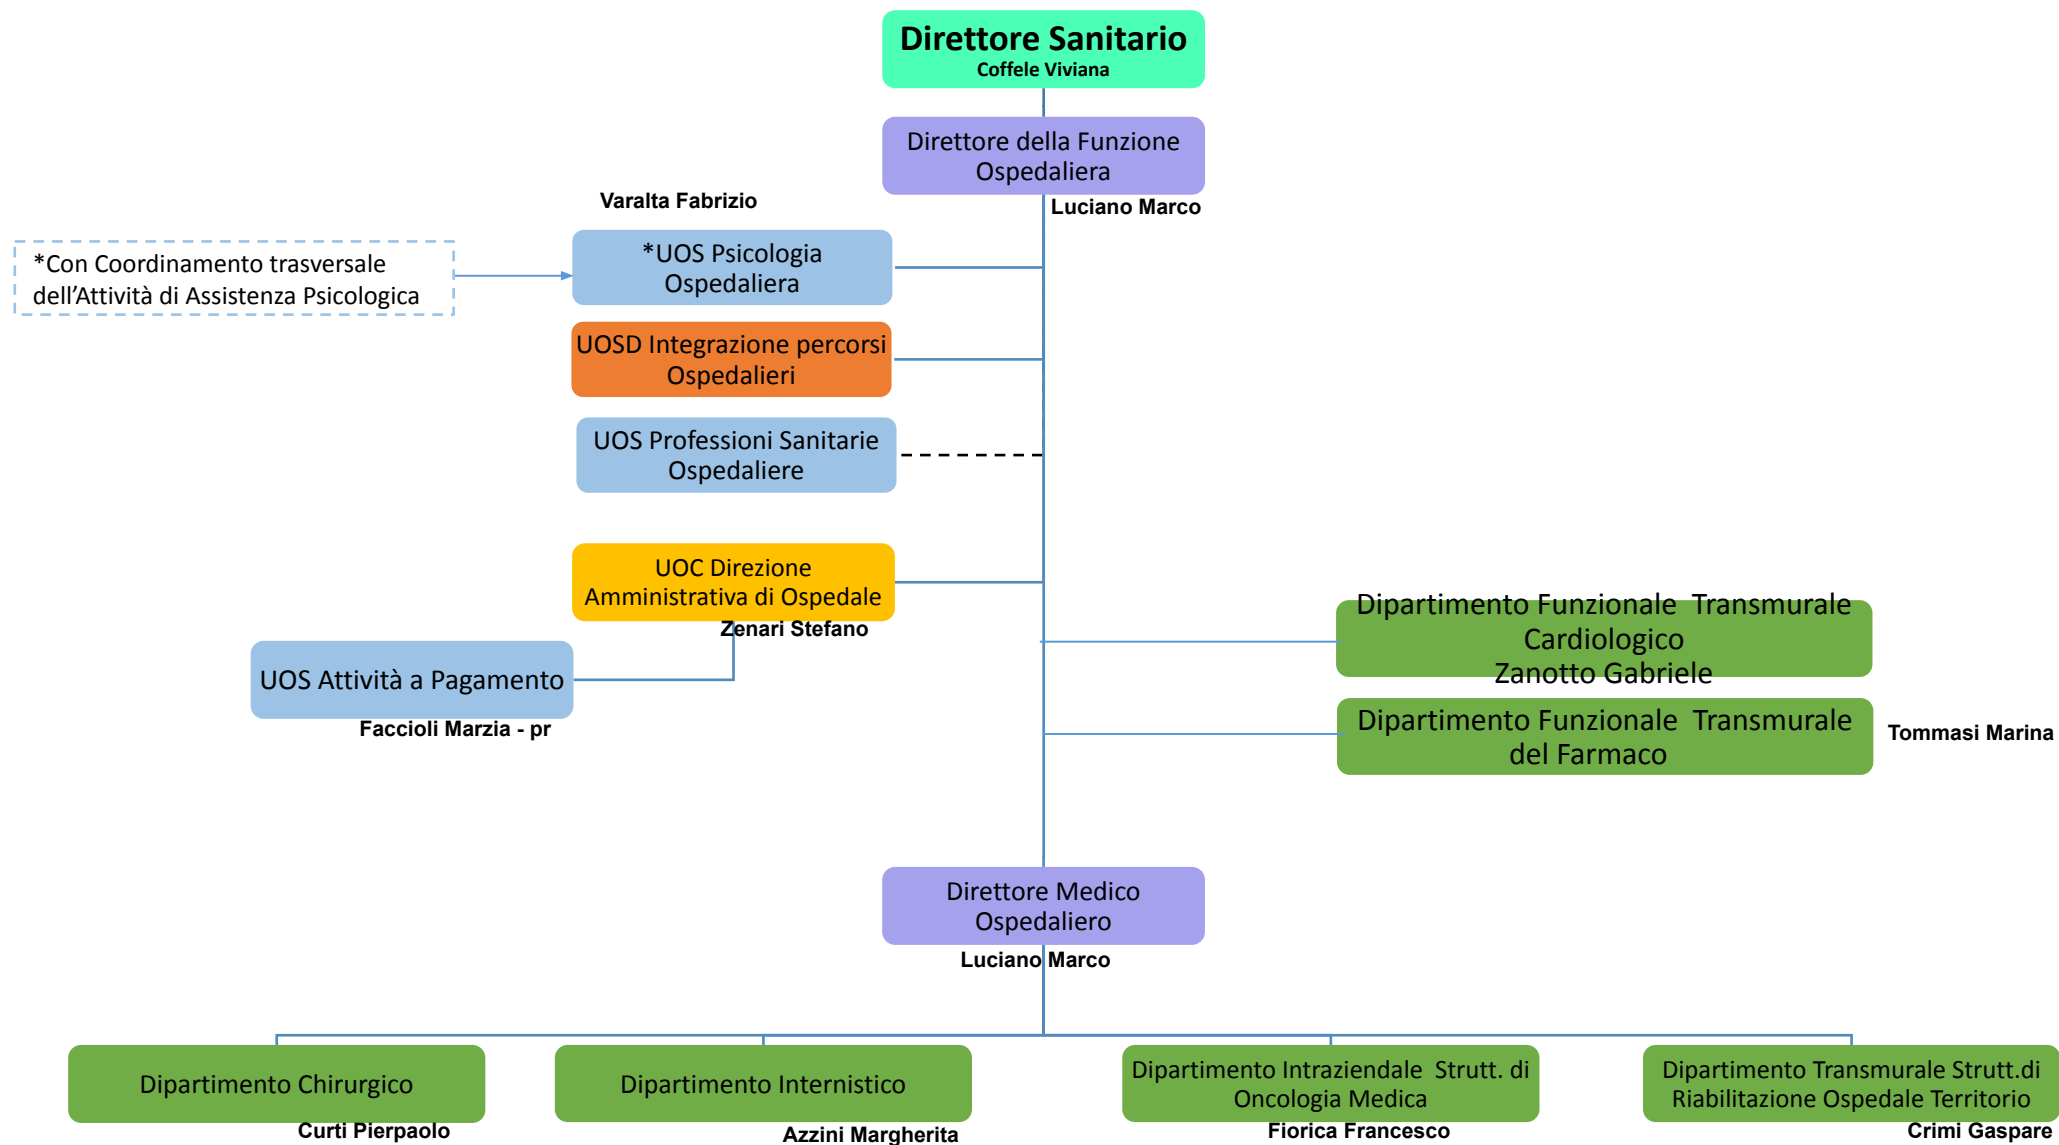 Direttore Sanitario
Coffele Viviana
Direttore della Funzione
Ospedaliera
Luciano Marco
Varalta Fabrizio
*Con Coordinamento trasversale
dell’Attività di Assistenza Psicologica
*UOS Psicologia
Ospedaliera
UOSD Integrazione percorsi
Ospedalieri
UOS Professioni Sanitarie
Ospedaliere
UOC Direzione
Amministrativa di Ospedale
Zenari Stefano
UOS Attività a Pagamento
Faccioli Marzia - pr
Dipartimento Funzionale Transmurale
Cardiologico
Zanotto Gabriele
Dipartimento Funzionale Transmurale
del Farmaco
Tommasi Marina
Direttore Medico
Ospedaliero
Luciano Marco
Dipartimento Chirurgico
Curti Pierpaolo
Dipartimento Internistico
Azzini Margherita
Dipartimento Intraziendale Strutt. di
Oncologia Medica
Fiorica Francesco
Dipartimento Transmurale Strutt.di
Riabilitazione Ospedale Territorio
Crimi Gaspare